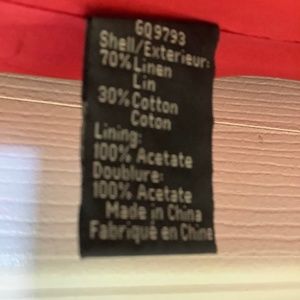 GQ9793
Shell/Exterieur:
70% Linen
Lin
30% Cotton
Coton
Lining:
100% Acetate
Doublure:
100% Acetate
Made in China
Fabriqué en Chine